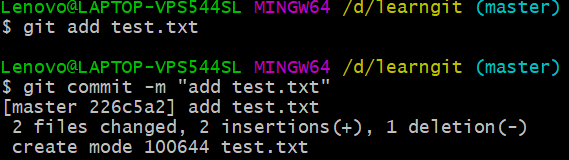 Lenovo@LAPTOP-VPS544SL MINGW64 /d/learngit (master)
$ git add test.txt
Lenovo@LAPTOP-VPS544SL MINGW64 /d/learngit (master)
$ git commit -m "add test.txt"
[master 226c5a2] add test.txt
 2 files changed, 2 insertions(+), 1 deletion(-)
 create mode 100644 test.txt